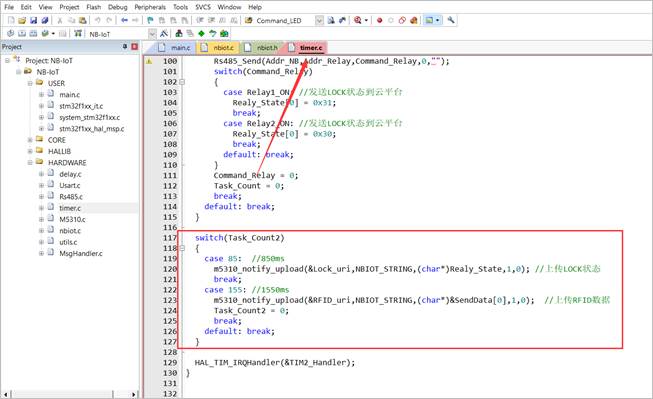 File Edit View Project Flash Debug Peripherals Tools SVCS Window Help
Command_LED
NB-IoT
Project
main.c nbiot.c nbiot.h timer.c
Project: NB-IoT
NB-IoT
USER
main.c
stm32f1xx_it.c
system_stm32f1xx.c
stm32f1xx_hal_msp.c
CORE
HALLIB
HARDWARE
delay.c
Usart.c
Rs485.c
timer.c
M5310.c
nbiot.c
utils.c
MsgHandler.c
100 Rs485_Send(Addr_NB,Addr_Relay,Command_Relay,0,"");
101 switch(Command_Relay)
102 {
103 case Relay1_ON: //发送LOCK状态到云平台
104 Realy_State[0] = 0x31;
105 break;
106 case Relay2_ON: //发送LOCK状态到云平台
107 Realy_State[0] = 0x30;
108 break;
109 default: break;
110 }
111 Command_Relay = 0;
112 Task_Count = 0;
113 break;
114 default: break;
115 }
116
117 switch(Task_Count2)
118 {
119 case 85: //850ms
120 m5310_notify_upload(&Lock_uri,NBIOT_STRING,(char*)Realy_State,1,0); //上传LOCK状态
121 break;
122 case 155: //1550ms
123 m5310_notify_upload(&RFID_uri,NBIOT_STRING,(char*)&SendData[0],1,0); //上传RFID数据
124 Task_Count2 = 0;
125 break;
126 default: break;
127 }
128
129 HAL_TIM_IRQHandler(&TIM2_Handler);
130 }
131
132